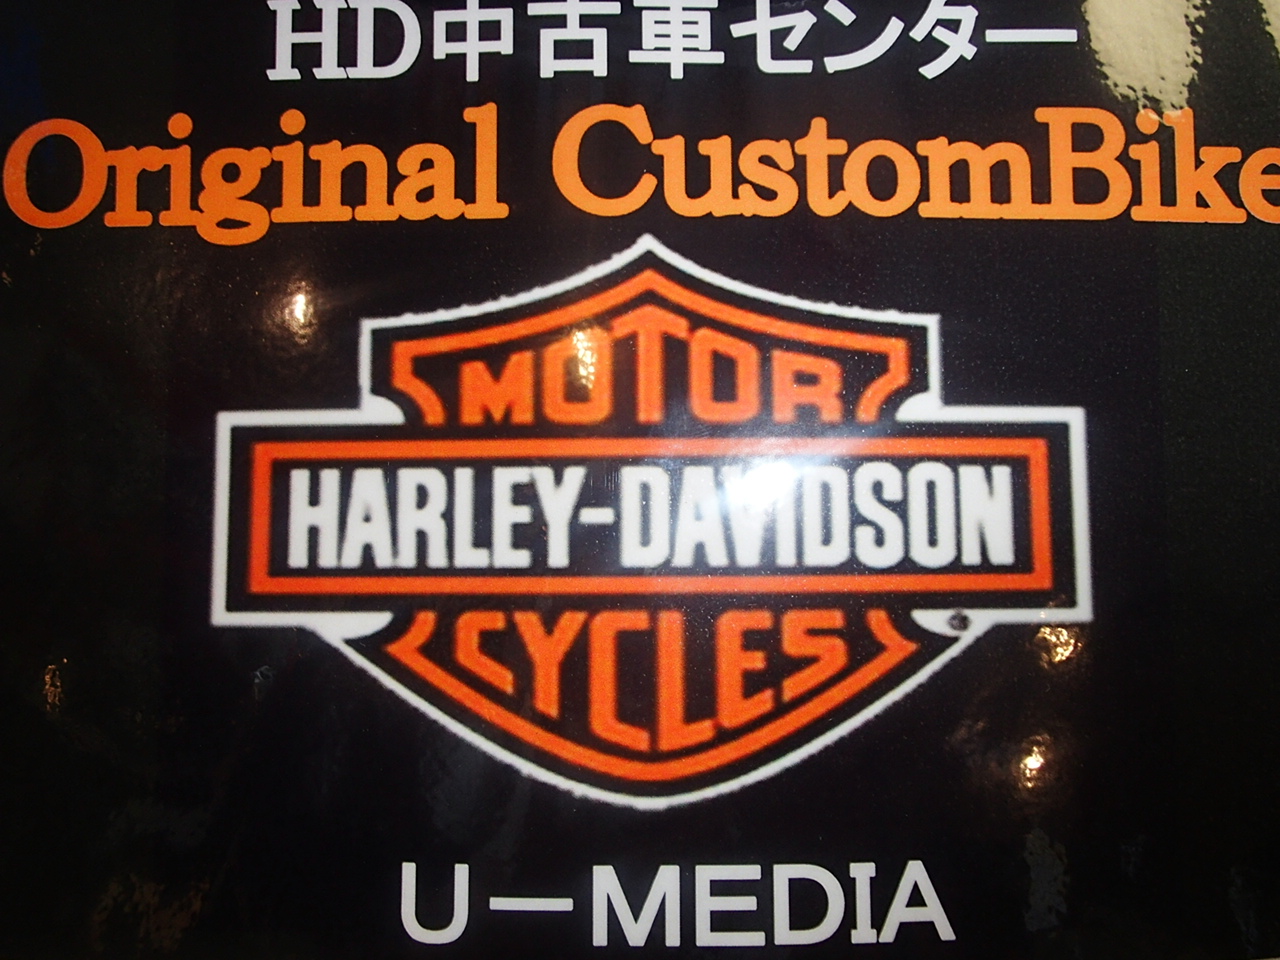 HD中古車センター
Original CustomBike
MOTOR
HARLEY-DAVIDSON
CYCLES
U－MEDIA